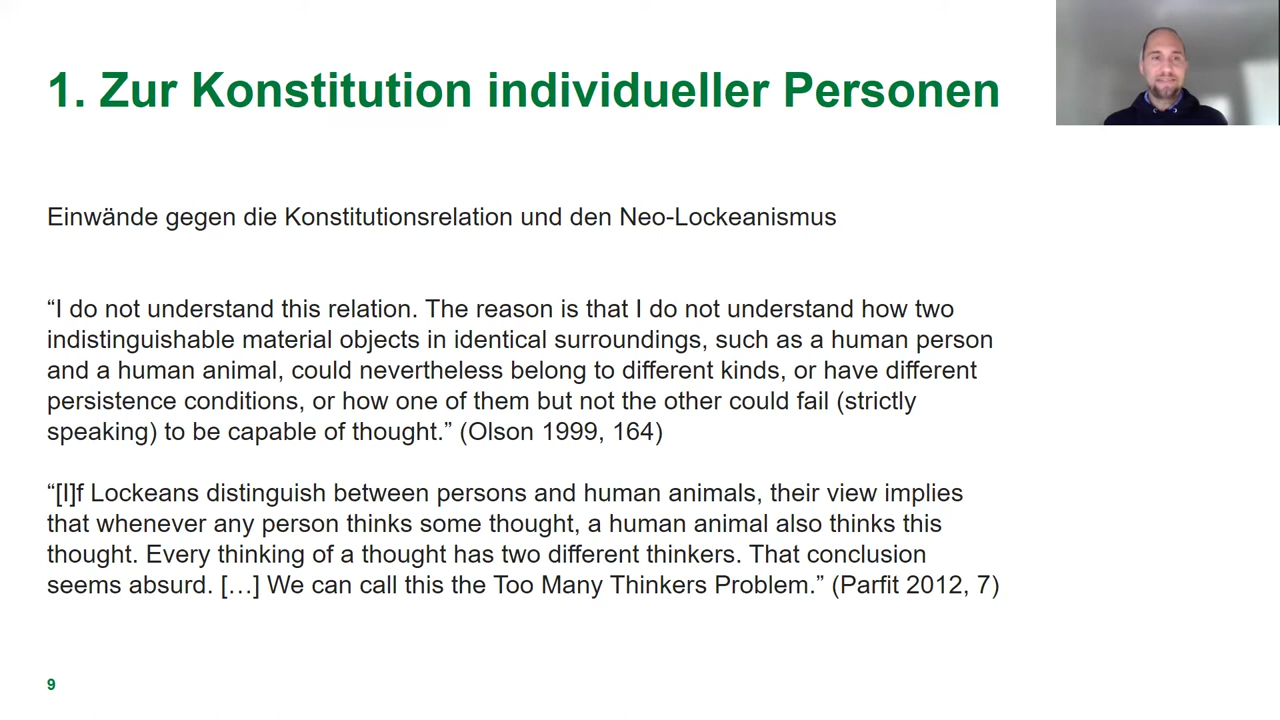 1. Zur Konstitution individueller Personen
Einwände gegen die Konstitutionsrelation und den Neo-Lockeanismus
“I do not understand this relation. The reason is that I do not understand how two
indistinguishable material objects in identical surroundings, such as a human person
and a human animal, could nevertheless belong to different kinds, or have different
persistence conditions, or how one of them but not the other could fail (strictly
speaking) to be capable of thought.” (Olson 1999, 164)
“[I]f Lockeans distinguish between persons and human animals, their view implies
that whenever any person thinks some thought, a human animal also thinks this
thought. Every thinking of a thought has two different thinkers. That conclusion
seems absurd. […] We can call this the Too Many Thinkers Problem.” (Parfit 2012, 7)
9